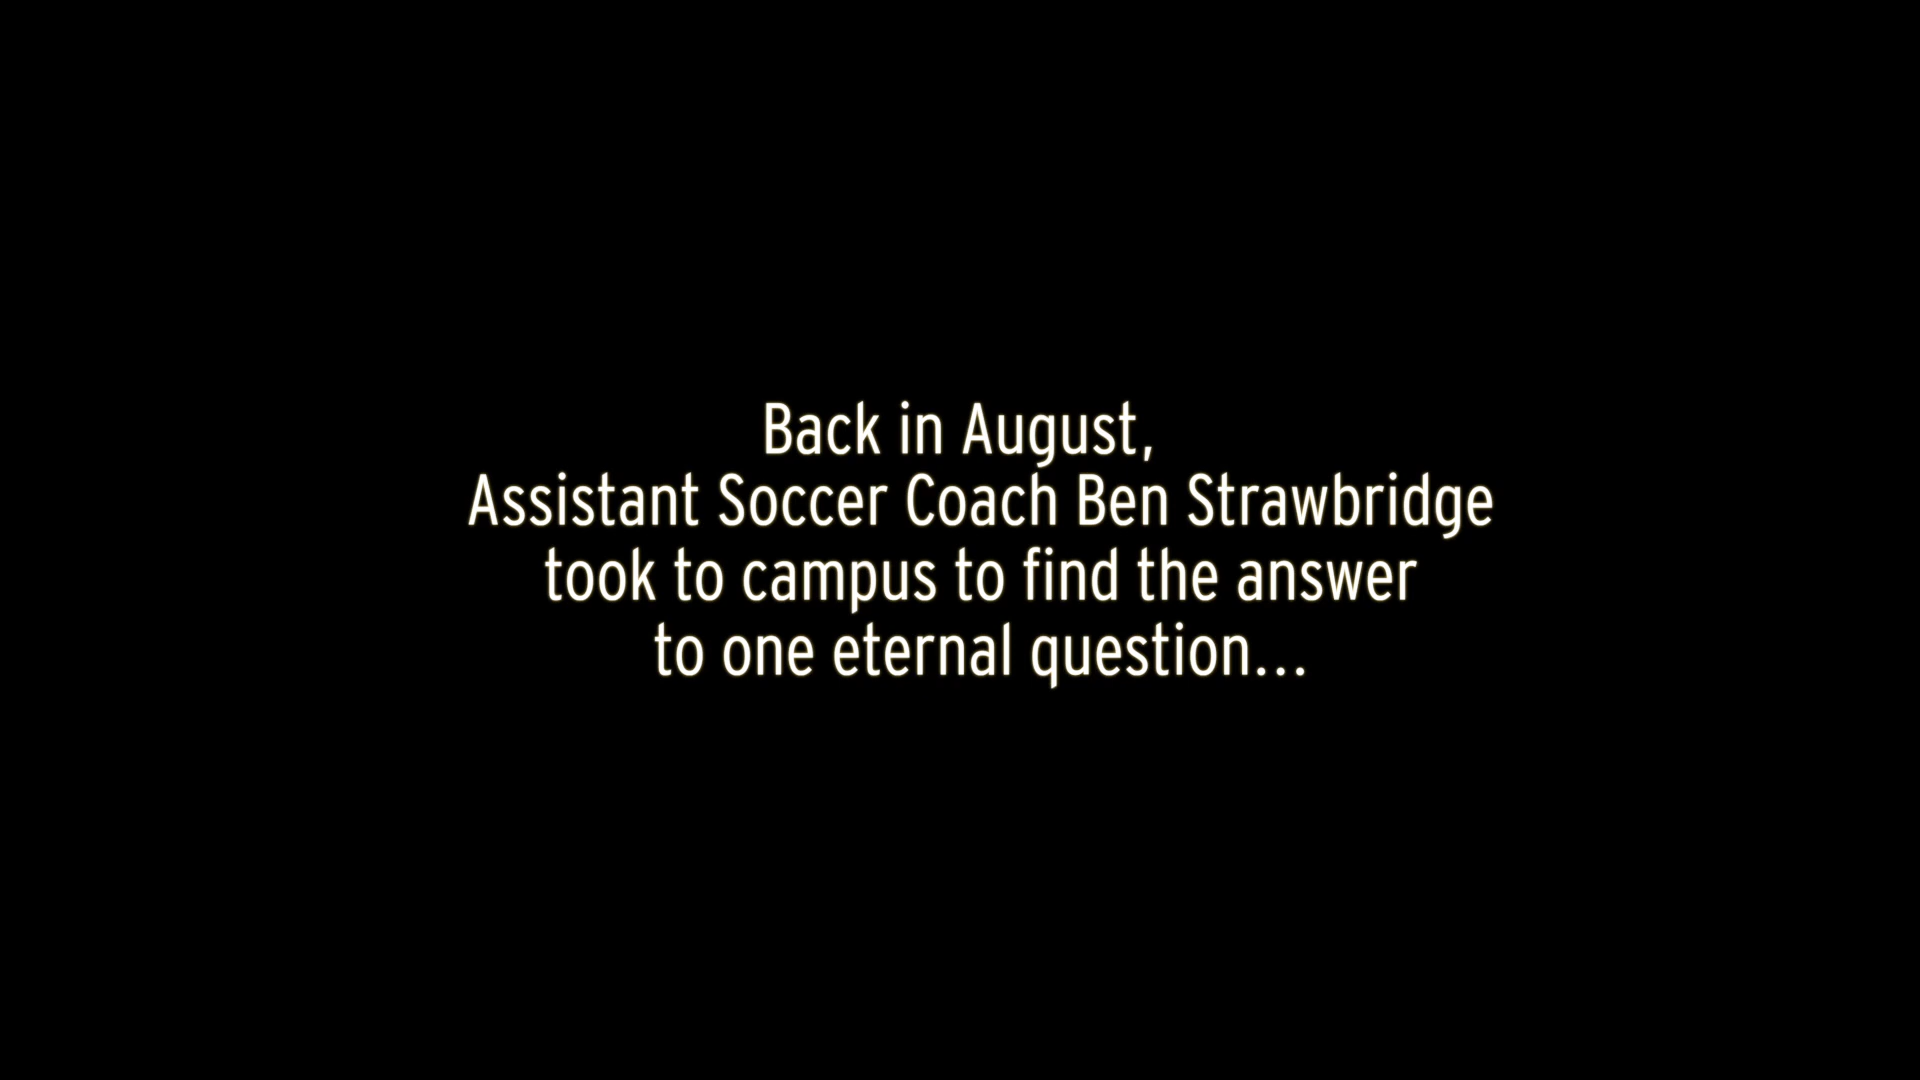 Back in August,
Assistant Soccer Coach Ben Strawbridge
took to campus to find the answer
to one eternal question...